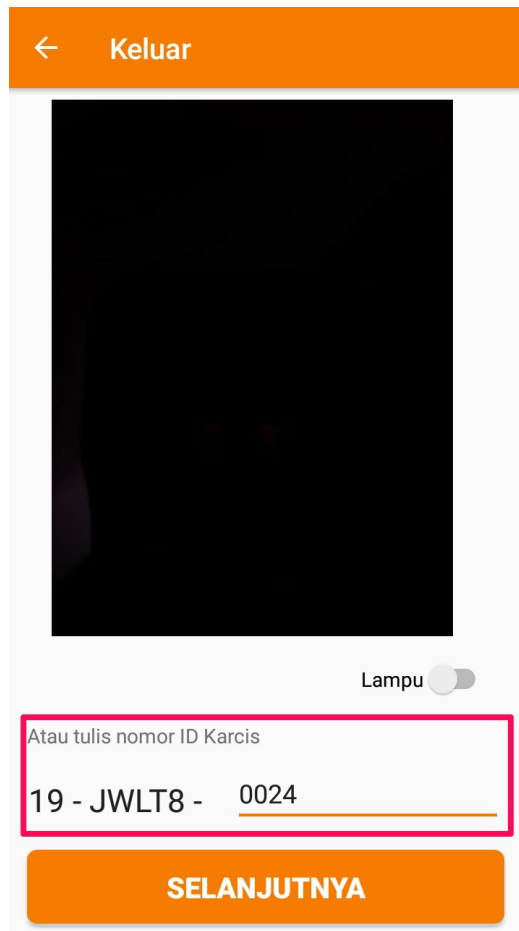 Keluar
Lampu
Atau tulis nomor ID Karcis
19 - JWLT8 - 0024
SELANJUTNYA